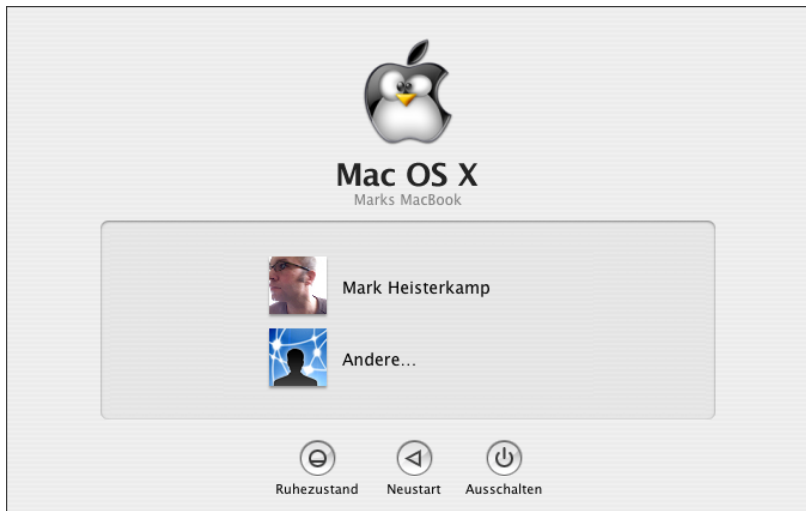 Mac OS X
Marks MacBook
Mark Heisterkamp
Andere...
Ruhezustand Neustart Ausschalten